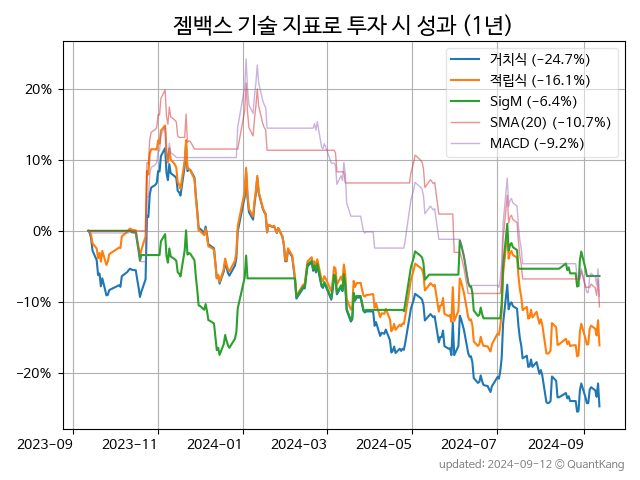 젬백스 기술 지표로 투자 시 성과 (1년)
거치식 (−24.7%)
적립식 (−16.1%)
SigM (−6.4%)
SMA(20) (−10.7%)
MACD (−9.2%)
20%
10%
0%
−10%
−20%
2023-09 2023-11 2024-01 2024-03 2024-05 2024-07 2024-09
updated: 2024-09-12 © QuantKang